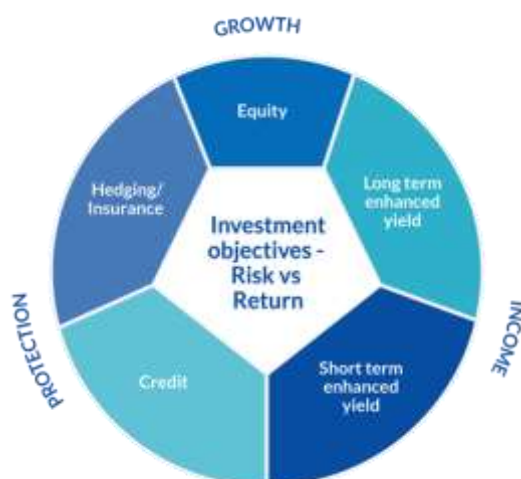 GROWTH
Equity
Hedging/
Insurance
Long term
enhanced
yield
Investment
objectives -
Risk vs
Return
PROTECTION
INCOME
Credit
Short term
enhanced
yield